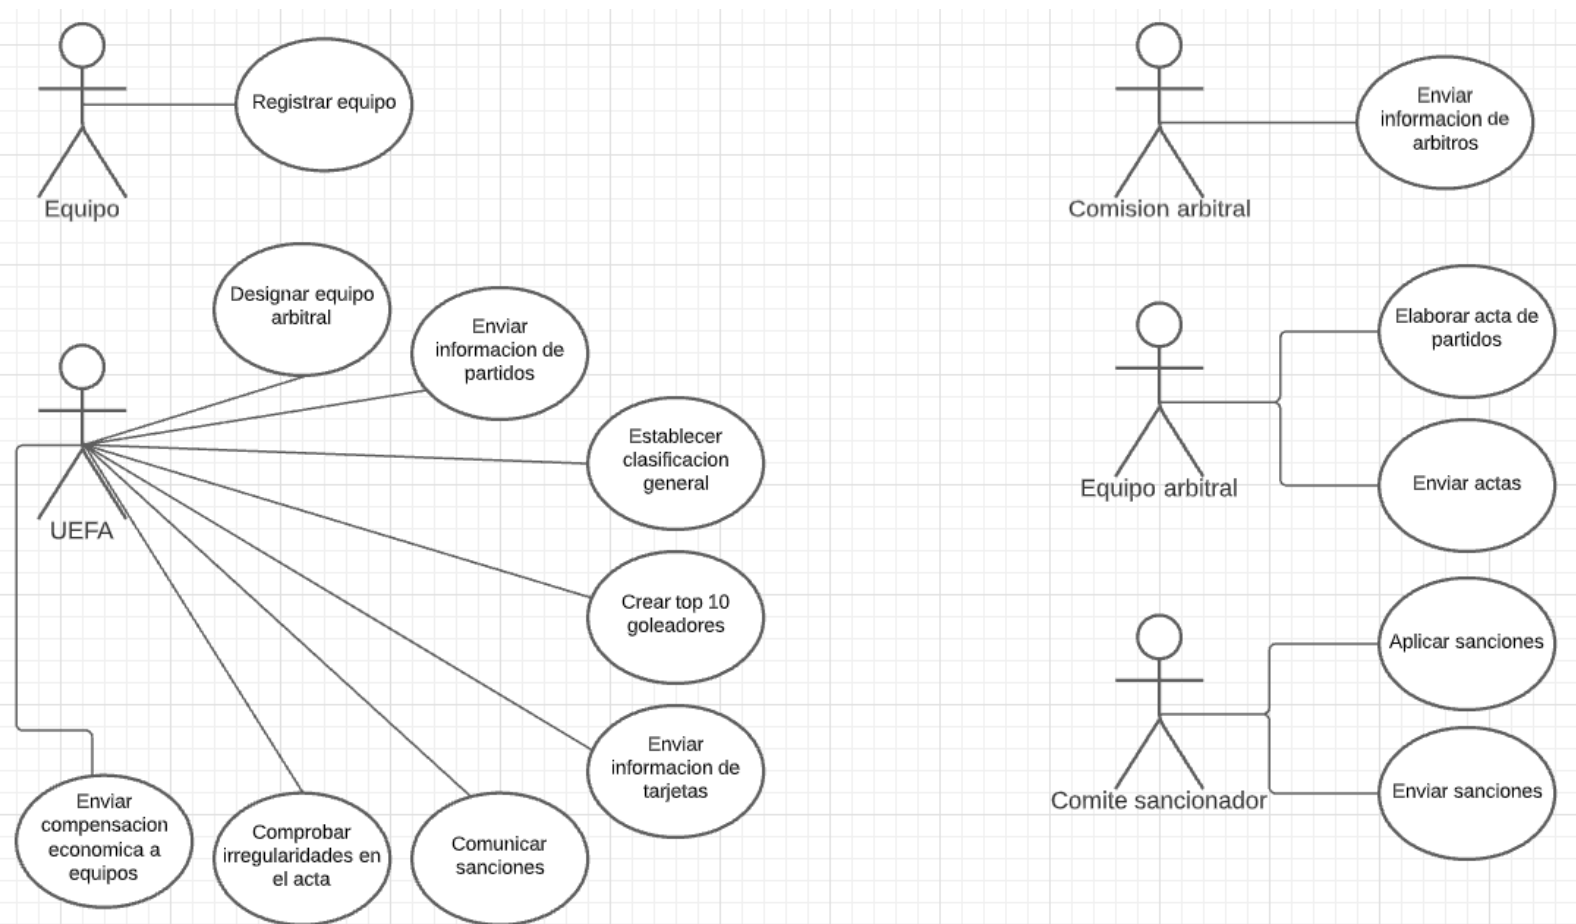 Registrar equipo
Equipo
Enviar
informacion de
arbitros
Comision arbitral
Designar equipo
arbitral
Enviar
informacion de
partidos
Establecer
clasificacion
general
UEFA
Crear top 10
goleadores
Enviar
informacion de
tarjetas
Enviar
compensacion
economica a
equipos
Comprobar
irregularidades en
el acta
Comunicar
sanciones
Elaborar acta de
partidos
Equipo arbitral
Enviar actas
Aplicar sanciones
Comite sancionador
Enviar sanciones